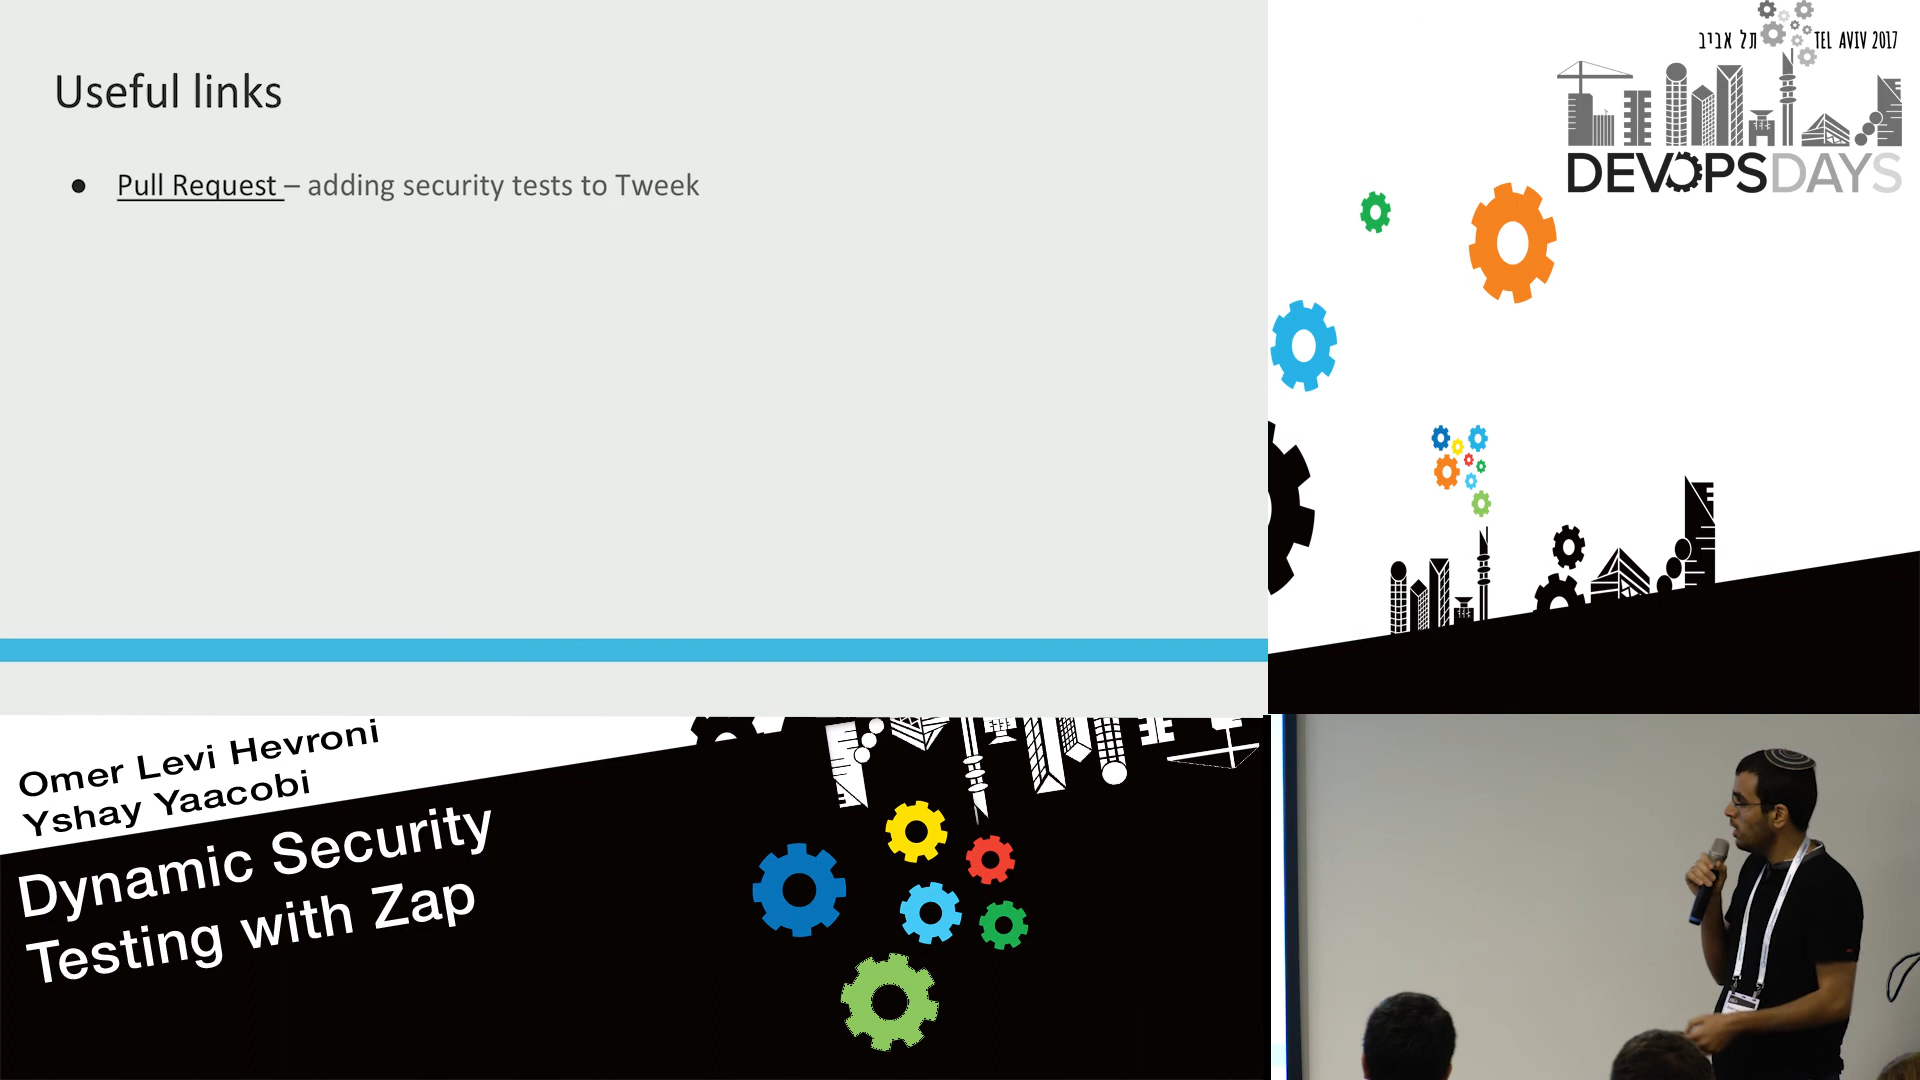 Useful links
● Pull Request – adding security tests to Tweek
תל אביב TEL AVIV 2017
DEVOPSDAYS
Omer Levi Hevroni
Yshay Yaacobi
Dynamic Security
Testing with Zap